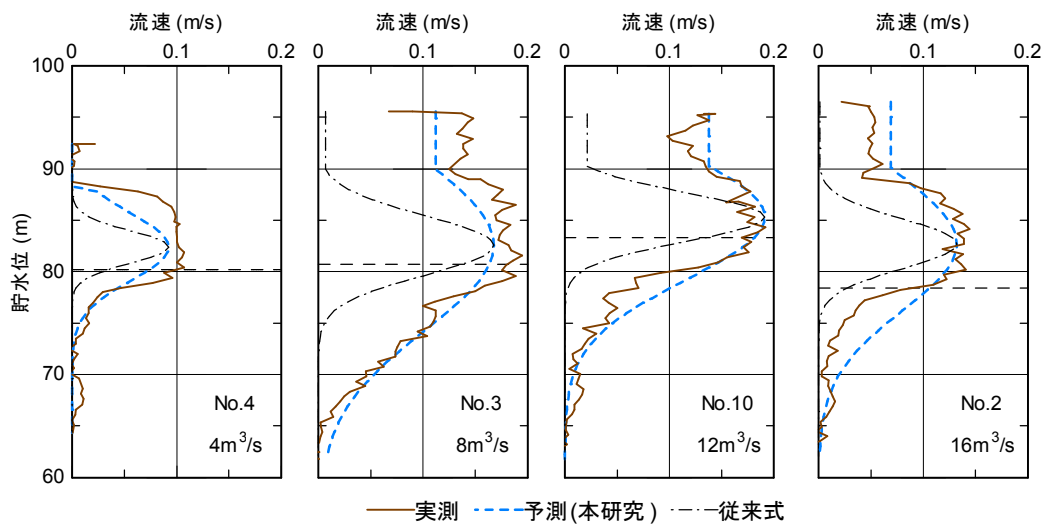 流速 (m/s) 流速 (m/s) 流速 (m/s) 流速 (m/s)
0 0.1 0.2 0 0.1 0.2 0 0.1 0.2 0 0.1 0.2
100
90
80
70
60
貯水位 (m)
No.4 No.3 No.10 No.2
4m³/s 8m³/s 12m³/s 16m³/s
実測 予測(本研究) 従来式